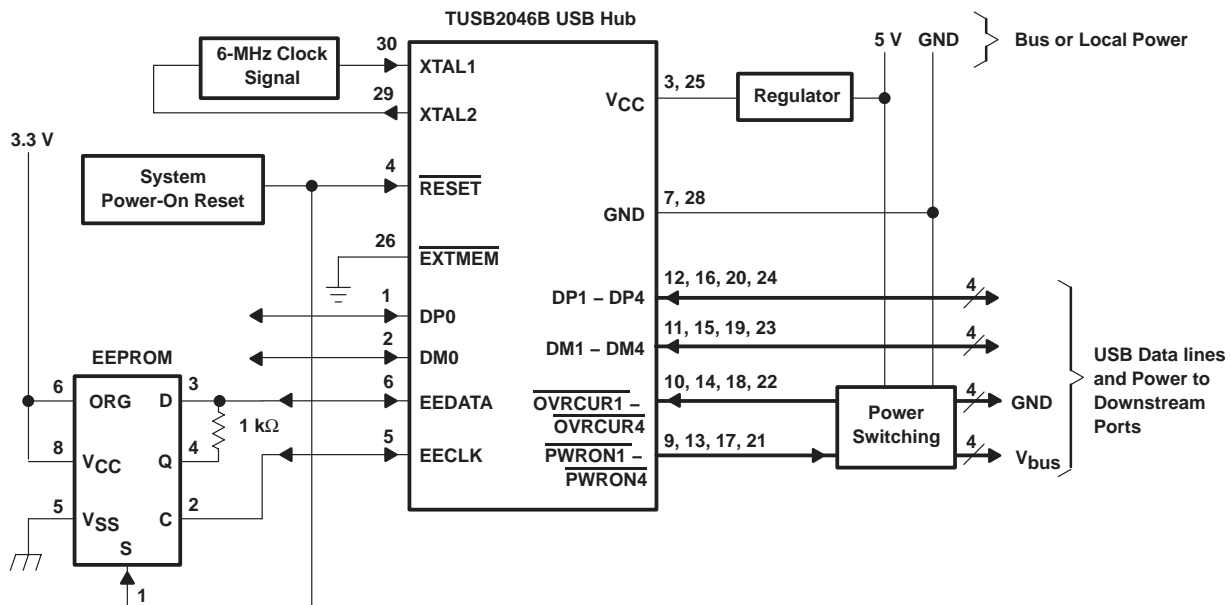 TUSB2046B USB Hub
6-MHz Clock
Signal
30
XTAL1
29
XTAL2
5 V
GND
Bus or Local Power
3, 25
VCC
Regulator
3.3 V
System
Power-On Reset
4
RESET
7, 28
GND
26
EXTMEM
1
DP0
2
DM0
12, 16, 20, 24
DP1 – DP4
4
11, 15, 19, 23
DM1 – DM4
4
USB Data lines
and Power to
Downstream
Ports
EEPROM
6
ORG
D
3
6
EEDATA
1 kΩ
10, 14, 18, 22
OVRCUR1 –
OVRCUR4
Power
Switching
4
GND
8
VCC
Q
4
5
EECLK
9, 13, 17, 21
PWRON1 –
PWRON4
4
Vbus
5
VSS
C
2
S
1